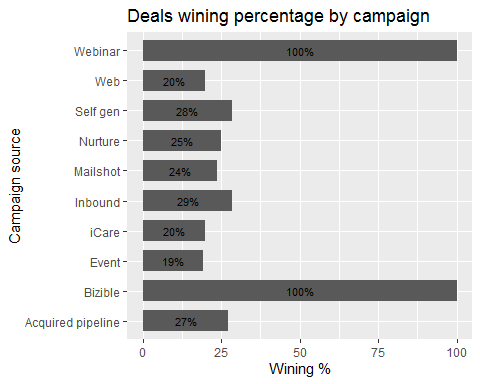 Deals wining percentage by campaign
Campaign source
Webinar 100%
Web 20%
Self gen 28%
Nurture 25%
Mailshot 24%
Inbound 29%
iCare 20%
Event 19%
Bizible 100%
Acquired pipeline 27%
0 25 50 75 100
Wining %